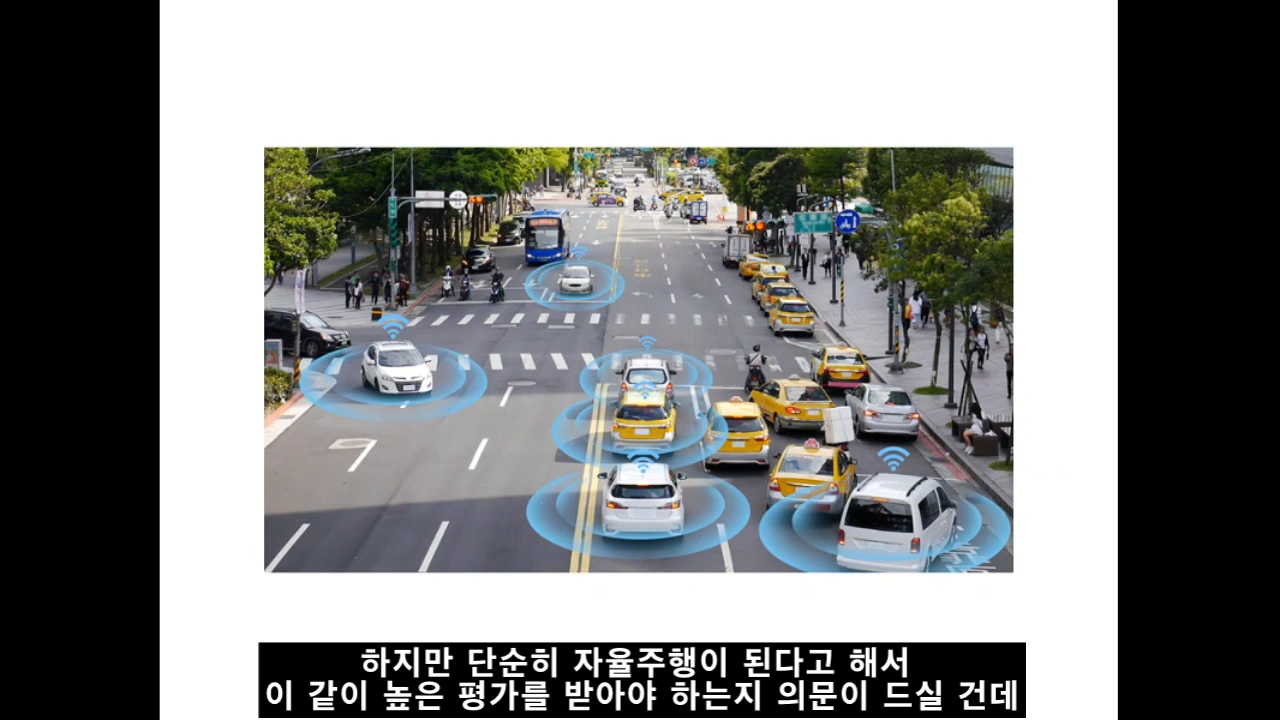 하지만 단순히 자율주행이 된다고 해서
이 같이 높은 평가를 받아야 하는지 의문이 드실 건데